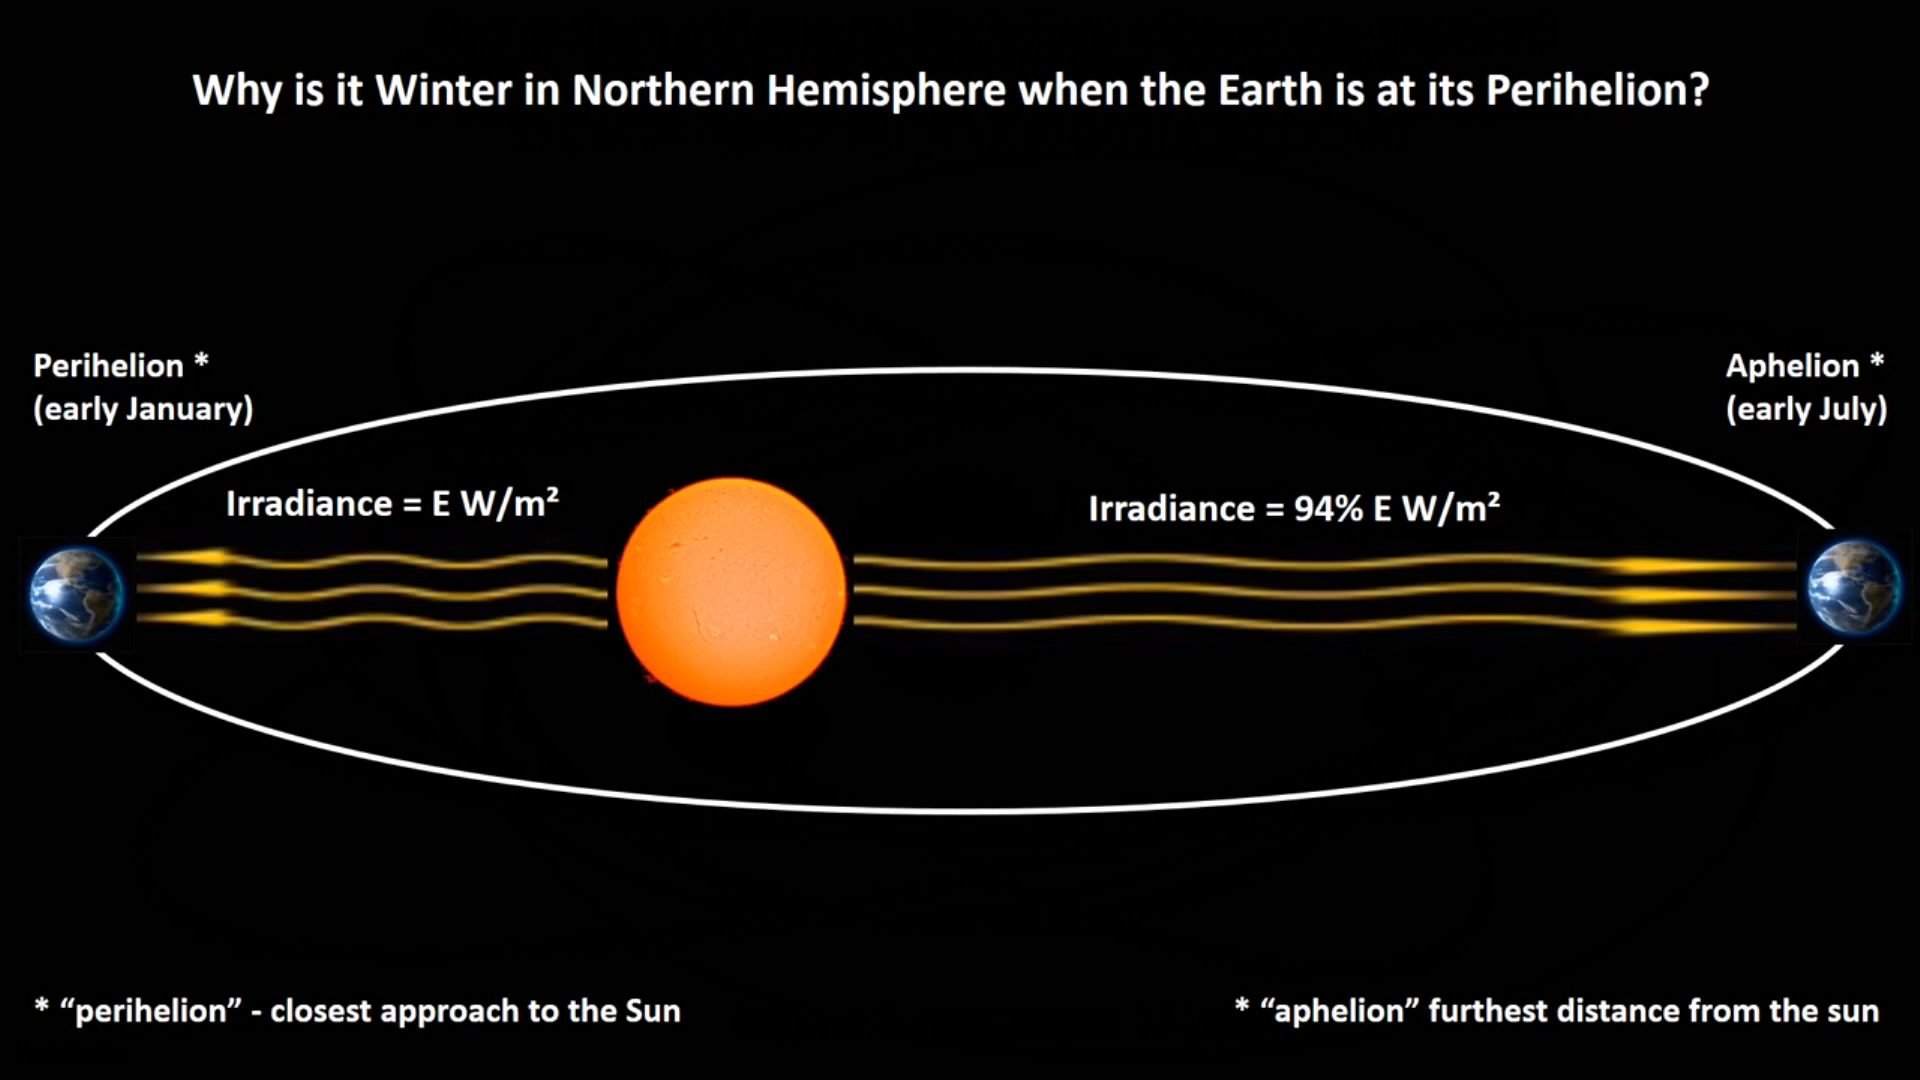 Why is it Winter in Northern Hemisphere when the Earth is at its Perihelion?
Perihelion *
(early January)
Aphelion *
(early July)
Irradiance = E W/m²
Irradiance = 94% E W/m²
* “perihelion” - closest approach to the Sun
* “aphelion” furthest distance from the sun